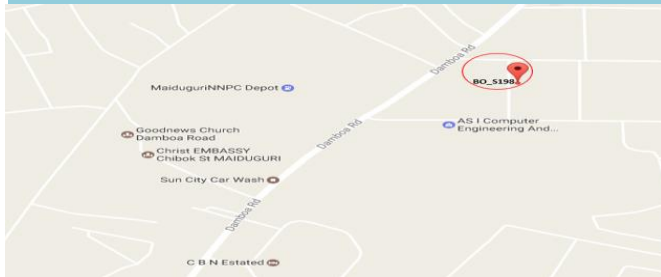 Damboa Rd
BO_5198
MaiduguriNNPC Depot
AS I Computer
Engineering And...
Goodnews Church
Damboa Road
Damboa Rd
Christ EMBASSY
Chibok St MAIDUGURI
Sun City Car Wash
Damboa Rd
C B N Estated